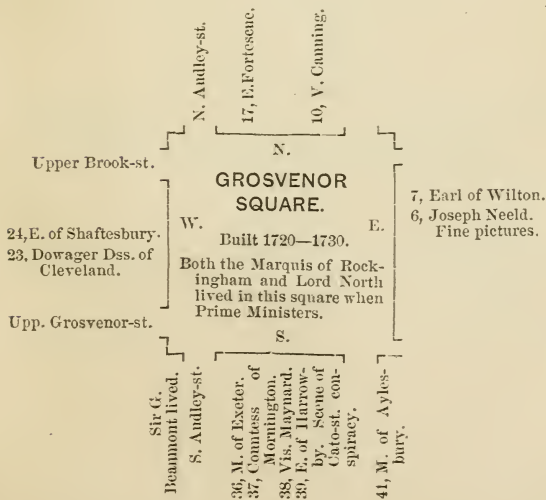 N. Andley-st.
17, E.Fortescue.
10, V. Canning.
N.
Upper Brook-st.
GROSVENOR
SQUARE.
W.
E.
Built 1720–1730.
7, Earl of Wilton.
6, Joseph Neeld.
Fine pictures.
24, E. of Shaftesbury.
23, Dowager Dss. of
Cleveland.
Both the Marquis of Rock-
ingham and Lord North
lived in this square when
Prime Ministers.
Upp. Grosvenor-st.
S.
Sir G.
Beaumont lived.
S. Andley-st.
36, M. of Exeter.
37, Countess of
Mornington.
38, Vis. Maynard.
39, E. of Harrow-
by. Scene of
Cato-st. con-
spiracy.
41, M. of Ayles-
bury.